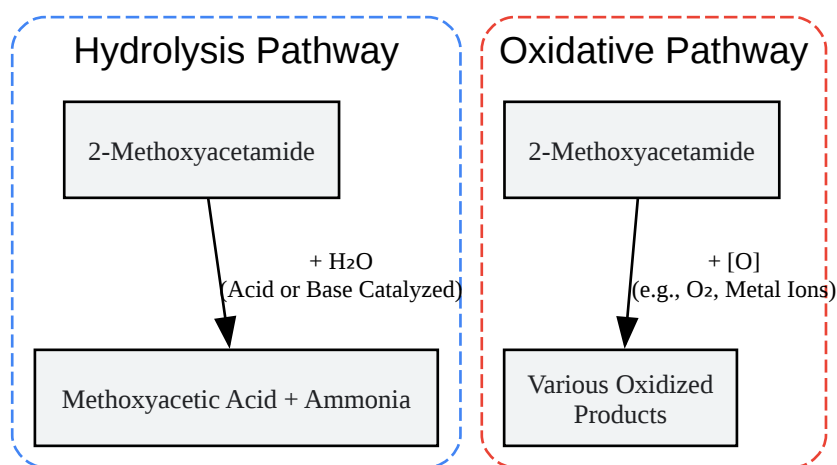 Hydrolysis Pathway
2-Methoxyacetamide
+ H₂O
(Acid or Base Catalyzed)
Methoxyacetic Acid + Ammonia
Oxidative Pathway
2-Methoxyacetamide
+ [O]
(e.g., O₂, Metal Ions)
Various Oxidized
Products